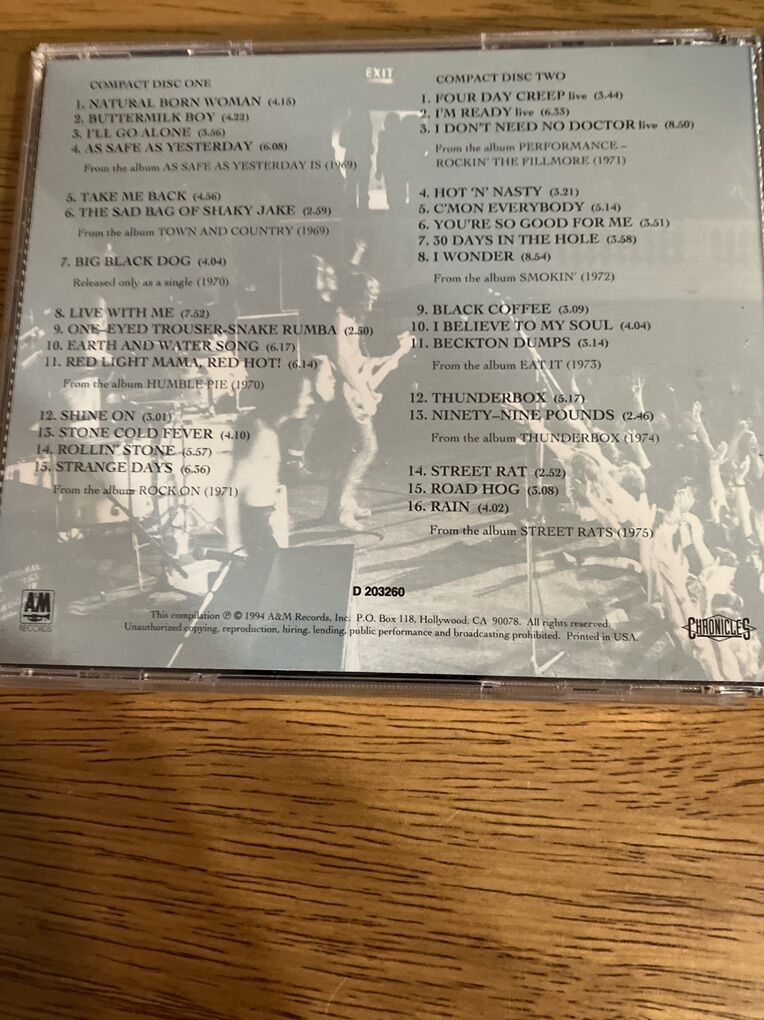 EXIT
COMPACT DISC ONE
1. NATURAL BORN WOMAN (4.15)
2. BUTTERMILK BOY (4.22)
3. I'LL GO ALONE (3.56)
4. AS SAFE AS YESTERDAY (6.08)
From the album AS SAFE AS YESTERDAY IS (1969)
5. TAKE ME BACK (4.56)
6. THE SAD BAG OF SHAKY JAKE (2.59)
From the album TOWN AND COUNTRY (1969)
7. BIG BLACK DOG (4.04)
Released only as a single (1970)
8. LIVE WITH ME (7.52)
9. ONE-EYED TROUSER-SNAKE RUMBA (2.50)
10. EARTH AND WATER SONG (6.17)
11. RED LIGHT MAMA, RED HOT! (6.14)
From the album HUMBLE PIE (1970)
12. SHINE ON (3.01)
13. STONE COLD FEVER (4.10)
14. ROLLIN' STONE (5.57)
15. STRANGE DAYS (6.36)
From the album ROCK ON (1971)
COMPACT DISC TWO
1. FOUR DAY CREEP live (3.44)
2. I'M READY live (6.33)
3. I DON'T NEED NO DOCTOR live (8.50)
From the album PERFORMANCE –
ROCKIN' THE FILLMORE (1971)
4. HOT 'N' NASTY (3.21)
5. C'MON EVERYBODY (5.14)
6. YOU'RE SO GOOD FOR ME (3.51)
7. 30 DAYS IN THE HOLE (3.58)
8. I WONDER (8.54)
From the album SMOKIN' (1972)
9. BLACK COFFEE (3.09)
10. I BELIEVE TO MY SOUL (4.04)
11. BECKTON DUMPS (3.14)
From the album EAT IT (1973)
12. THUNDERBOX (5.17)
13. NINETY–NINE POUNDS (2.46)
From the album THUNDERBOX (1974)
14. STREET RAT (2.52)
15. ROAD HOG (3.08)
16. RAIN (4.02)
From the album STREET RATS (1975)
D 203260
A&M
RECORDS
This compilation ℗ © 1994 A&M Records, Inc. P.O. Box 118, Hollywood, CA 90078. All rights reserved.
Unauthorized copying, reproduction, hiring, lending, public performance and broadcasting prohibited. Printed in USA.
CHRONICLES